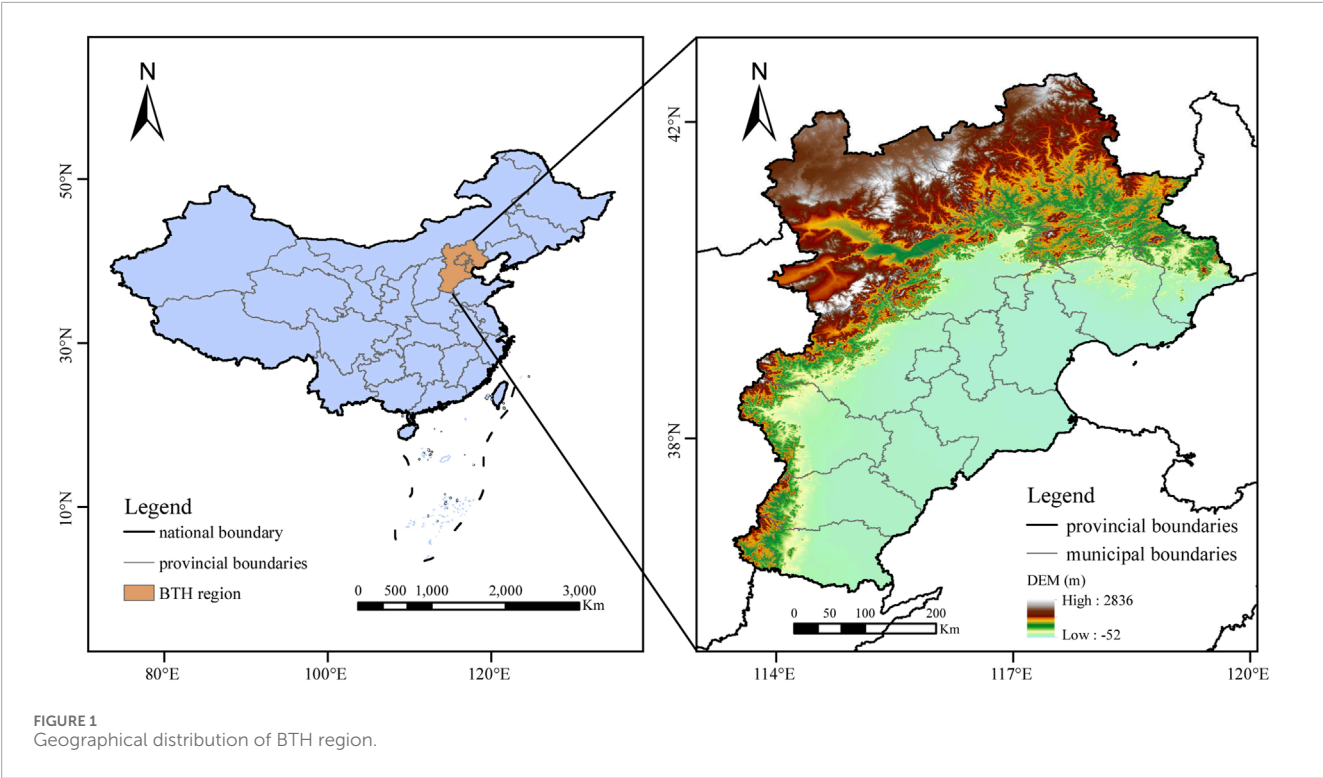 N
50°N
30°N
10°N
Legend
national boundary
provincial boundaries
BTH region
0 500 1,000 2,000 3,000
Km
80°E 100°E 120°E
N
42°N
38°N
Legend
provincial boundaries
municipal boundaries
DEM (m)
High : 2836
Low : -52
0 50 100 200
Km
114°E 117°E 120°E
FIGURE 1
Geographical distribution of BTH region.